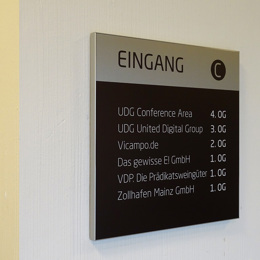 EINGANG C
UDG Conference Area 4. OG
UDG United Digital Group 3. OG
Vicampo.de 2. OG
Das gewisse E! GmbH 1. OG
VDP. Die Prädikatsweingüter 1. OG
Zollhafen Mainz GmbH 1. OG